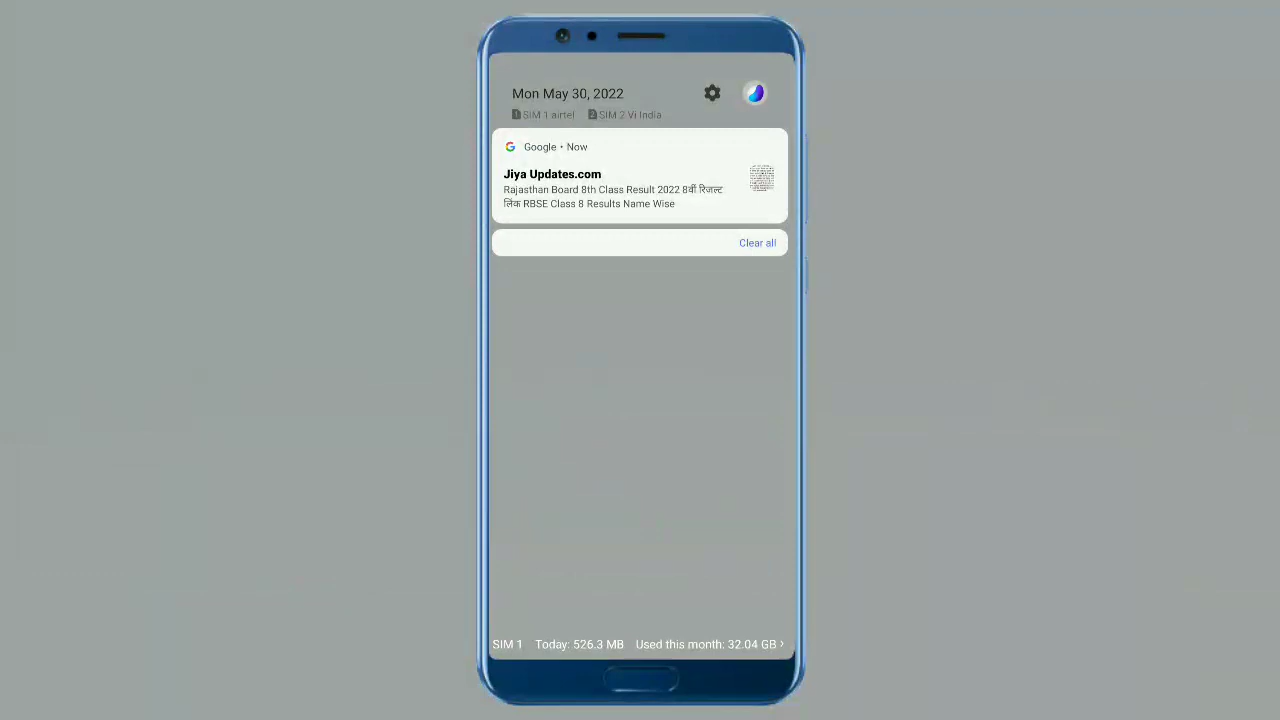 Mon May 30, 2022
SIM 1 airtel SIM 2 Vi India
Google • Now
Jiya Updates.com
Rajasthan Board 8th Class Result 2022 8वीं रिजल्ट
लिंक RBSE Class 8 Results Name Wise
Clear all
SIM 1 Today: 526.3 MB Used this month: 32.04 GB ›